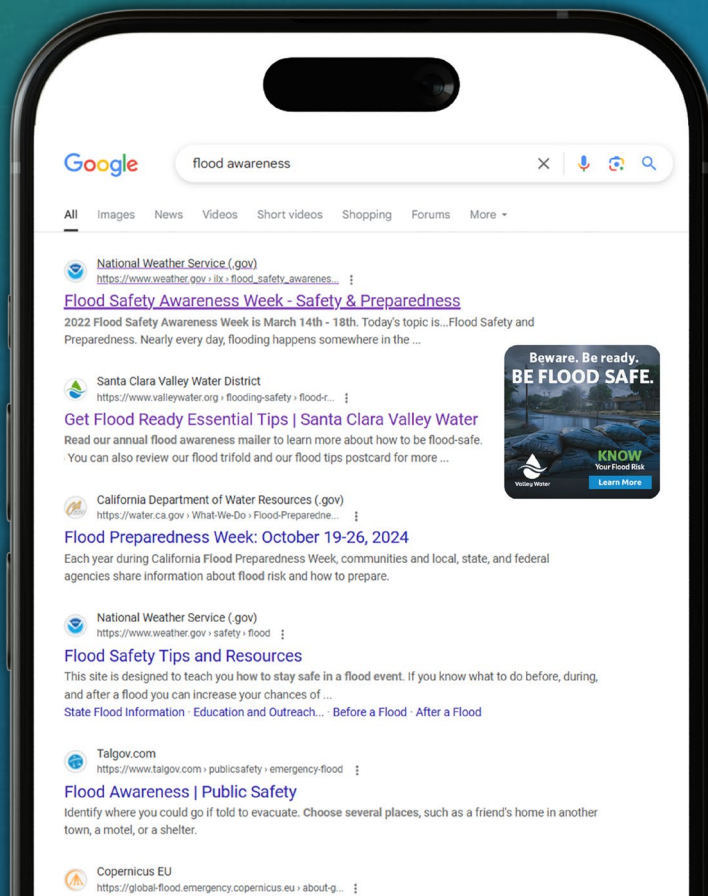 Google
flood awareness
All Images News Videos Short videos Shopping Forums More
National Weather Service (.gov)
https://www.weather.gov › ilx › flood_safety_awarenes...
Flood Safety Awareness Week - Safety & Preparedness
2022 Flood Safety Awareness Week is March 14th - 18th. Today's topic is...Flood Safety and
Preparedness. Nearly every day, flooding happens somewhere in the ...
Santa Clara Valley Water District
https://www.valleywater.org › flooding-safety › flood-r...
Get Flood Ready Essential Tips | Santa Clara Valley Water
Read our annual flood awareness mailer to learn more about how to be flood-safe.
You can also review our flood trifold and our flood tips postcard for more ...
Beware. Be ready.
BE FLOOD SAFE.
KNOW
Your Flood Risk
Valley Water
Learn More
California Department of Water Resources (.gov)
https://water.ca.gov › What-We-Do › Flood-Preparedne...
Flood Preparedness Week: October 19-26, 2024
Each year during California Flood Preparedness Week, communities and local, state, and federal
agencies share information about flood risk and how to prepare.
National Weather Service (.gov)
https://www.weather.gov › safety › flood
Flood Safety Tips and Resources
This site is designed to teach you how to stay safe in a flood event. If you know what to do before, during,
and after a flood you can increase your chances of ...
State Flood Information · Education and Outreach... · Before a Flood · After a Flood
Talgov.com
https://www.talgov.com › publicsafety › emergency-flood
Flood Awareness | Public Safety
Identify where you could go if told to evacuate. Choose several places, such as a friend's home in another
town, a motel, or a shelter.
Copernicus EU
https://global-flood.emergency.copernicus.eu › about-g...